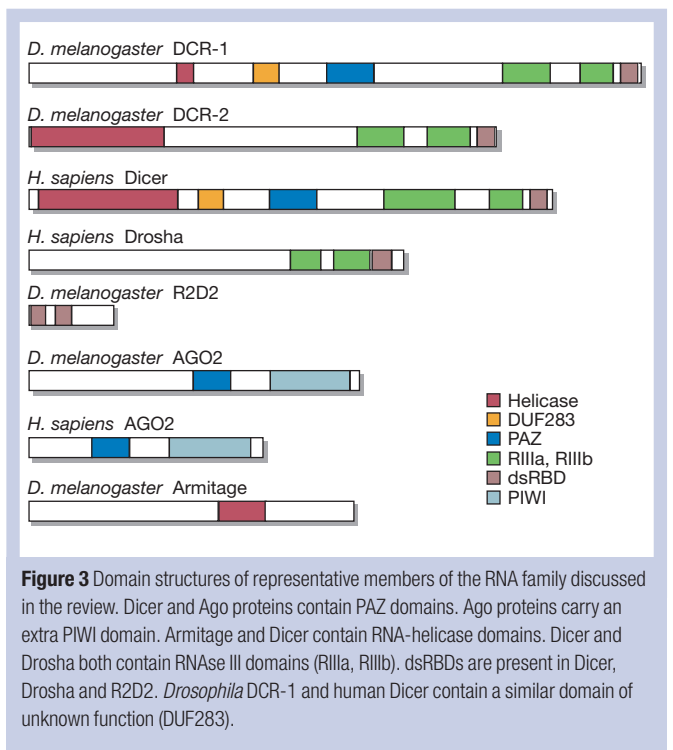 D. melanogaster DCR-1
D. melanogaster DCR-2
H. sapiens Dicer
H. sapiens Drosha
D. melanogaster R2D2
D. melanogaster AGO2
H. sapiens AGO2
D. melanogaster Armitage
Helicase
DUF283
PAZ
RIIIa, RIIIb
dsRBD
PIWI
Figure 3 Domain structures of representative members of the RNA family discussed
in the review. Dicer and Ago proteins contain PAZ domains. Ago proteins carry an
extra PIWI domain. Armitage and Dicer contain RNA-helicase domains. Dicer and
Drosha both contain RNAse III domains (RIIIa, RIIIb). dsRBDs are present in Dicer,
Drosha and R2D2. Drosophila DCR-1 and human Dicer contain a similar domain of
unknown function (DUF283).